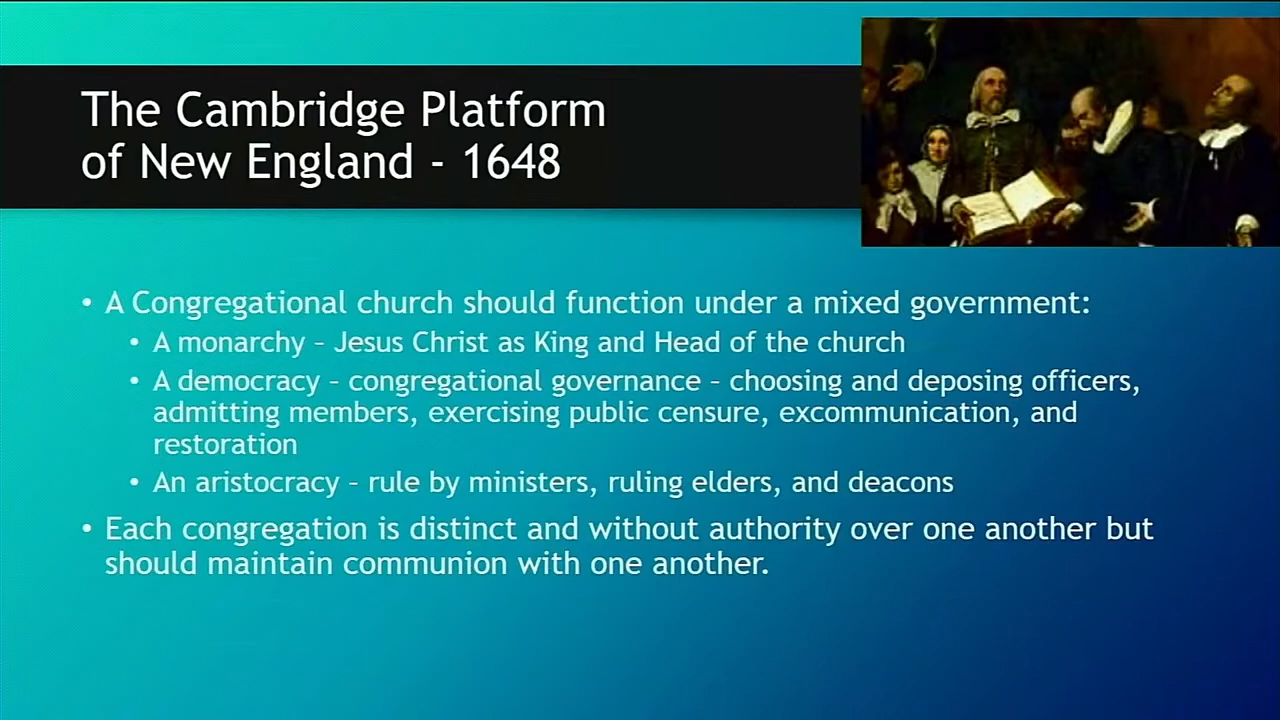 The Cambridge Platform
of New England - 1648
• A Congregational church should function under a mixed government:
• A monarchy – Jesus Christ as King and Head of the church
• A democracy – congregational governance – choosing and deposing officers,
admitting members, exercising public censure, excommunication, and
restoration
• An aristocracy – rule by ministers, ruling elders, and deacons
• Each congregation is distinct and without authority over one another but
should maintain communion with one another.